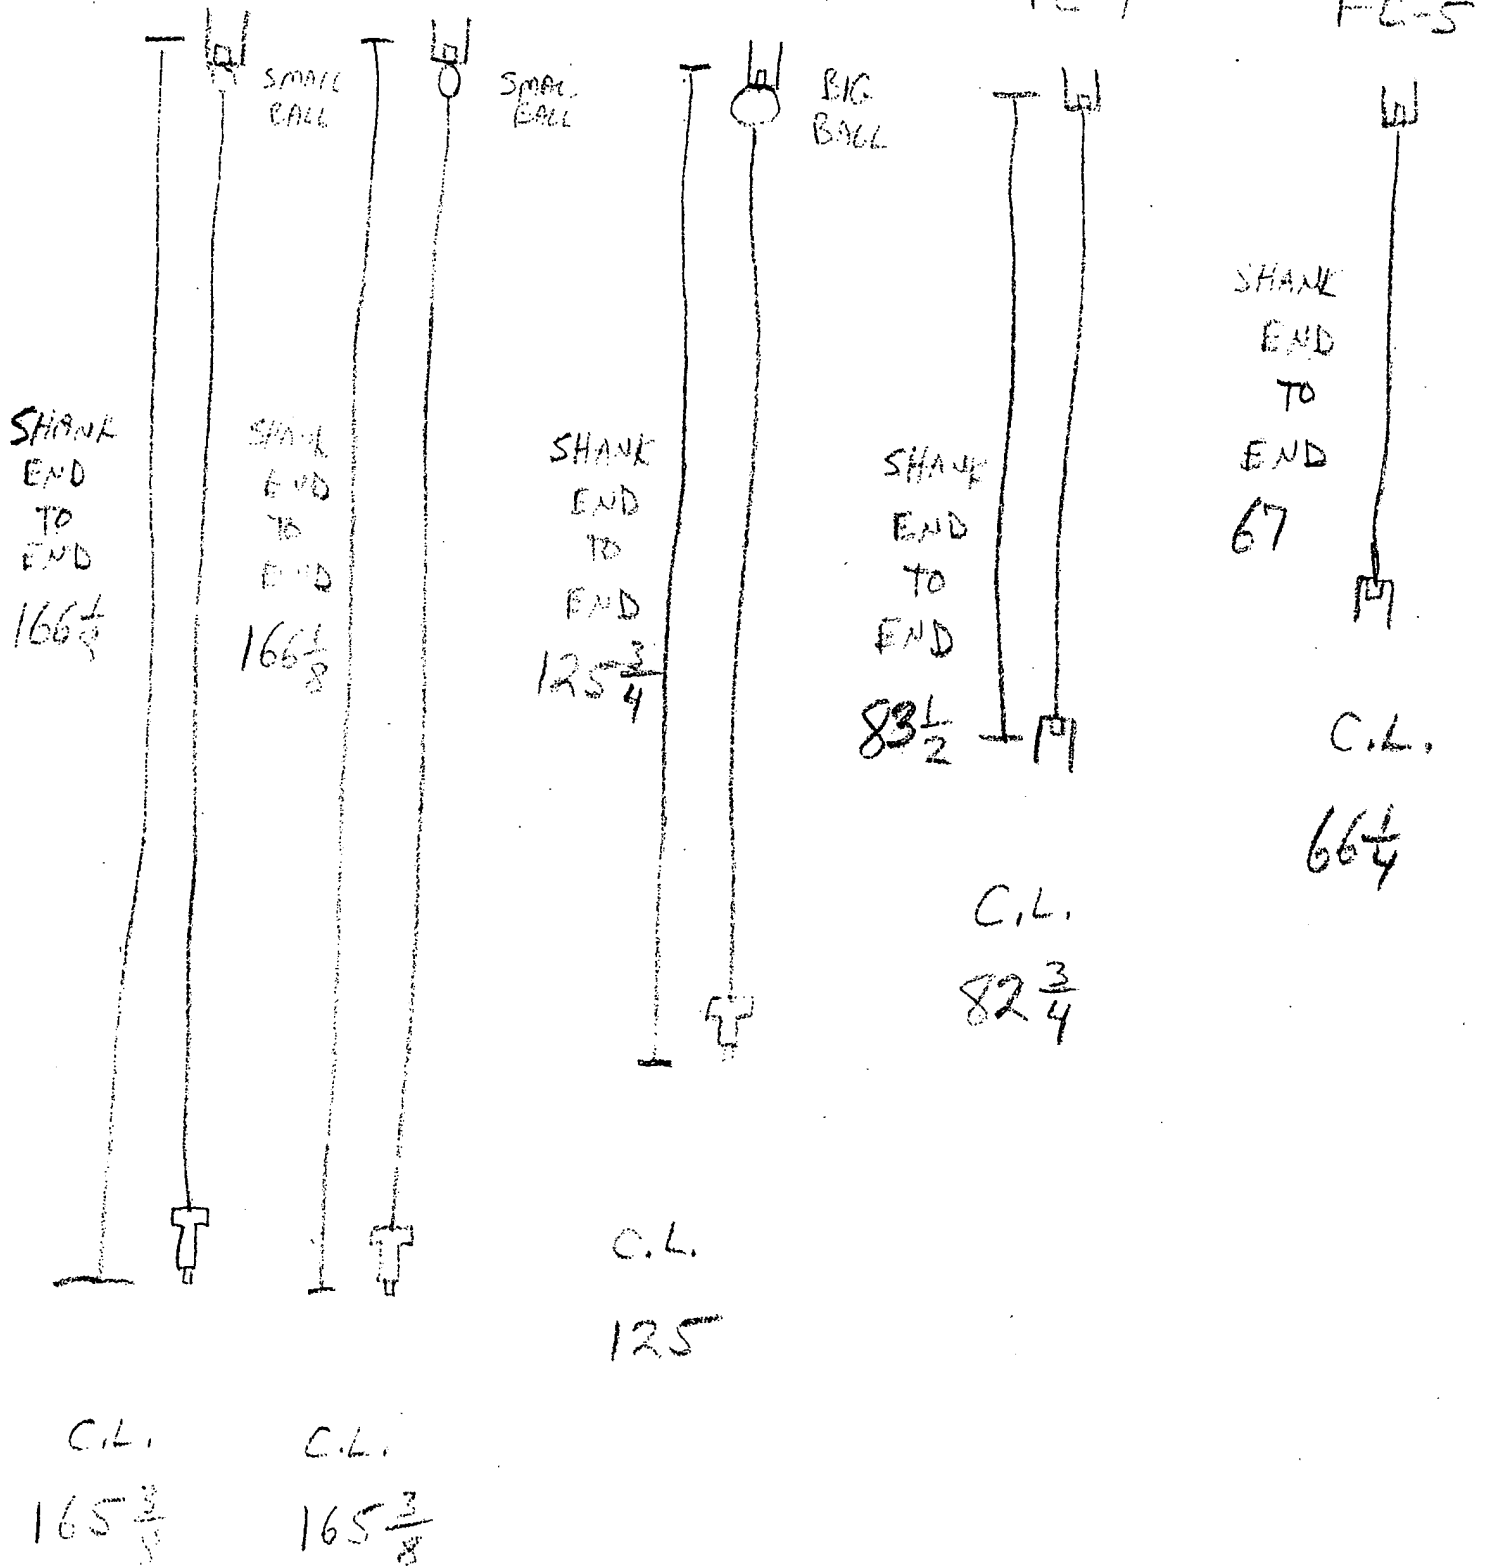 FC-5
SMALL
BALL
SMALL
BALL
BIG
BALL
SHANK
END
TO
END
166 1/8
SHANK
END
TO
END
166 1/8
SHANK
END
TO
END
125 3/4
SHANK
END
TO
END
83 1/2
SHANK
END
TO
END
67
C.L.
165 3/8
C.L.
165 3/8
C.L.
125
C.L.
82 3/4
C.L.
66 1/4